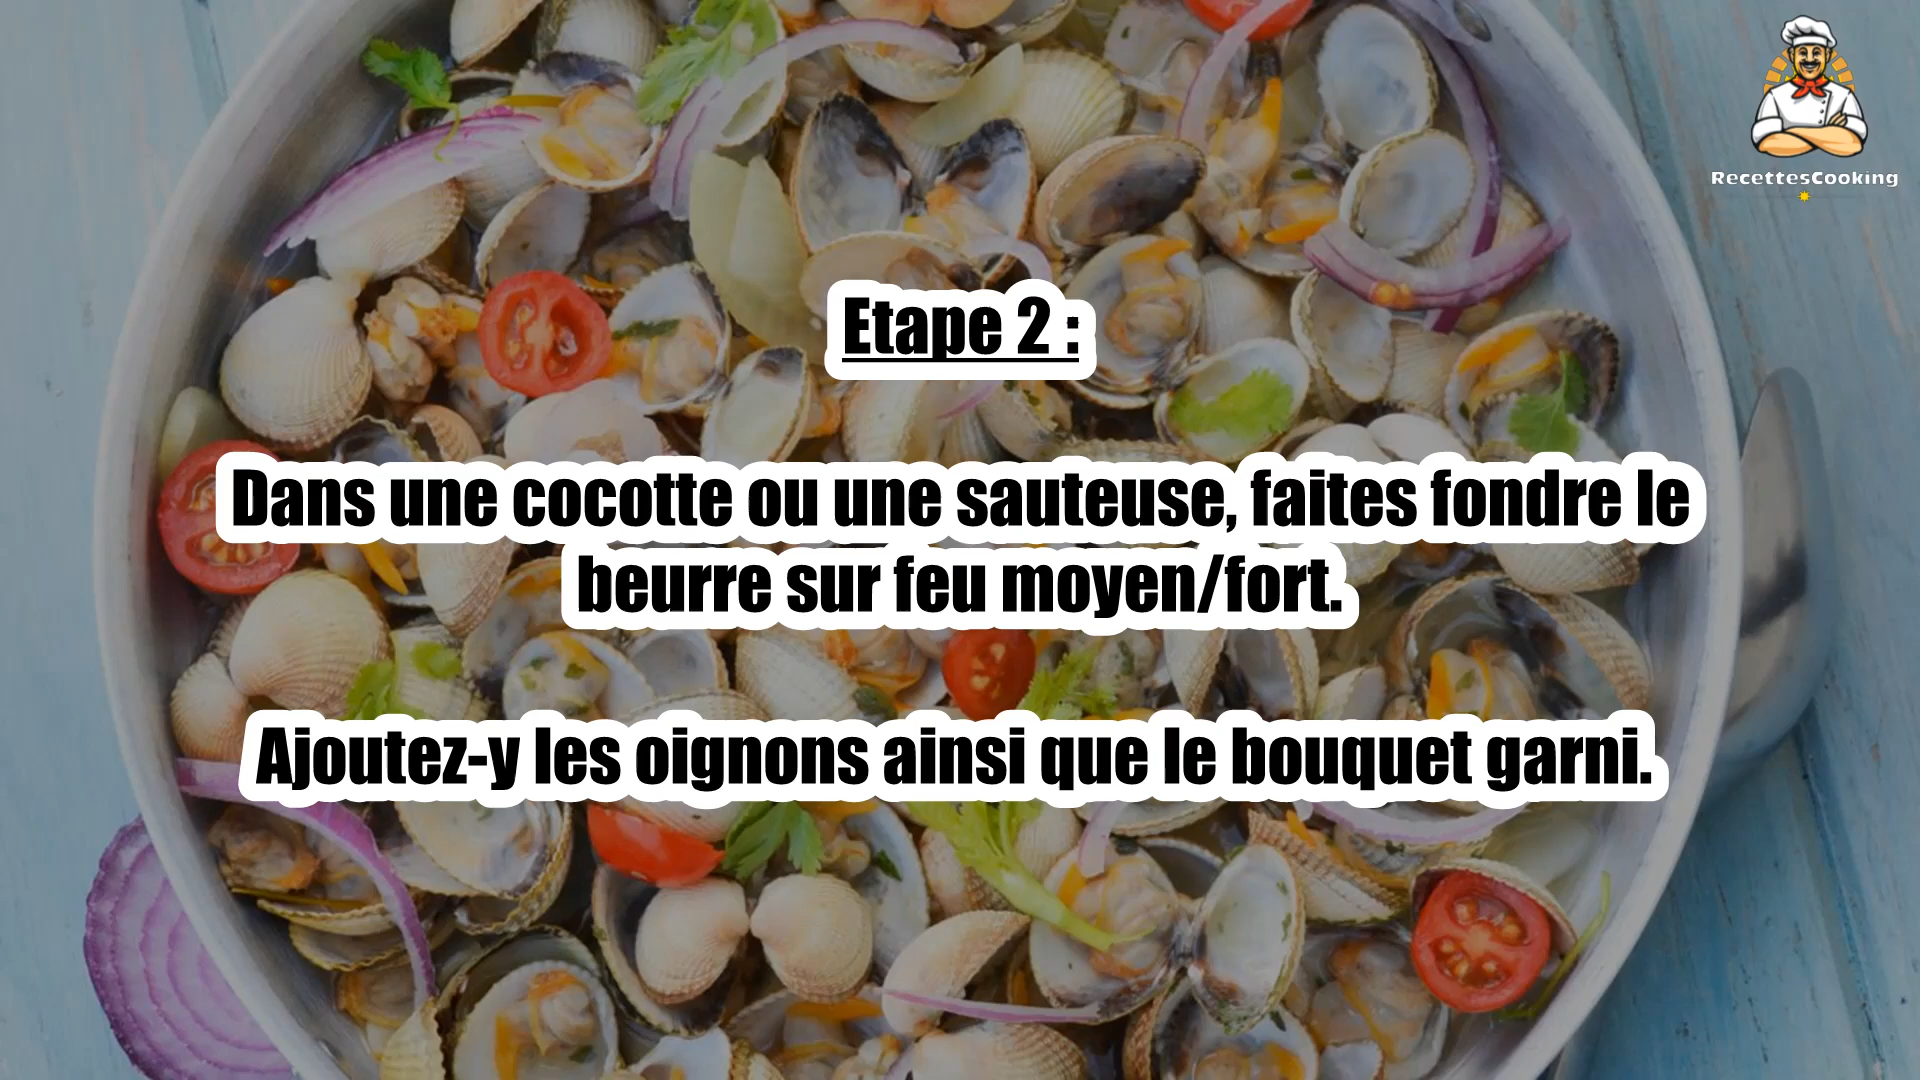 RecettesCooking
Etape 2 :
Dans une cocotte ou une sauteuse, faites fondre le
beurre sur feu moyen/fort.
Ajoutez-y les oignons ainsi que le bouquet garni.